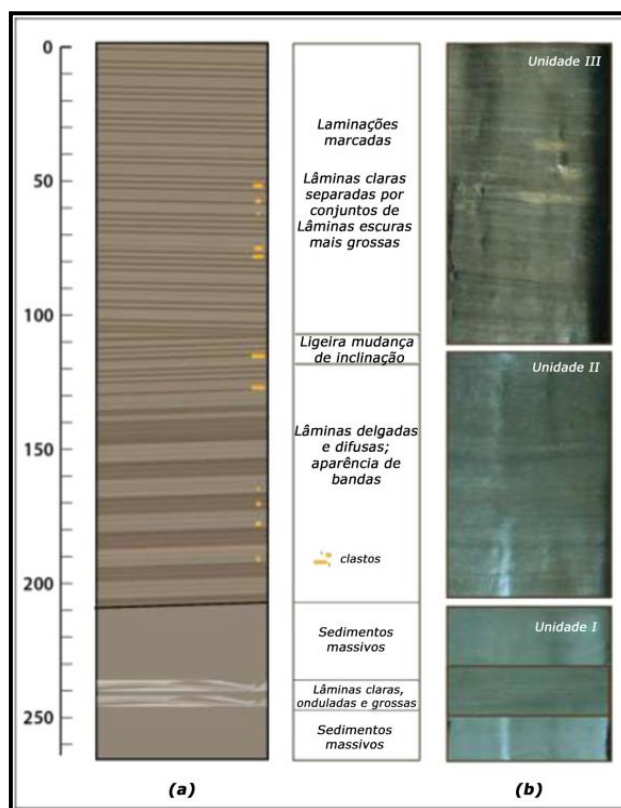 0
50
100
150
200
250
Laminações
marcadas
Lâminas claras
separadas por
conjuntos de
Lâminas escuras
mais grossas
Ligeira mudança
de inclinação
Lâminas delgadas
e difusas;
aparência de
bandas
clastos
Sedimentos
massivos
Lâminas claras,
onduladas e grossas
Sedimentos
massivos
Unidade III
Unidade II
Unidade I
(a)
(b)